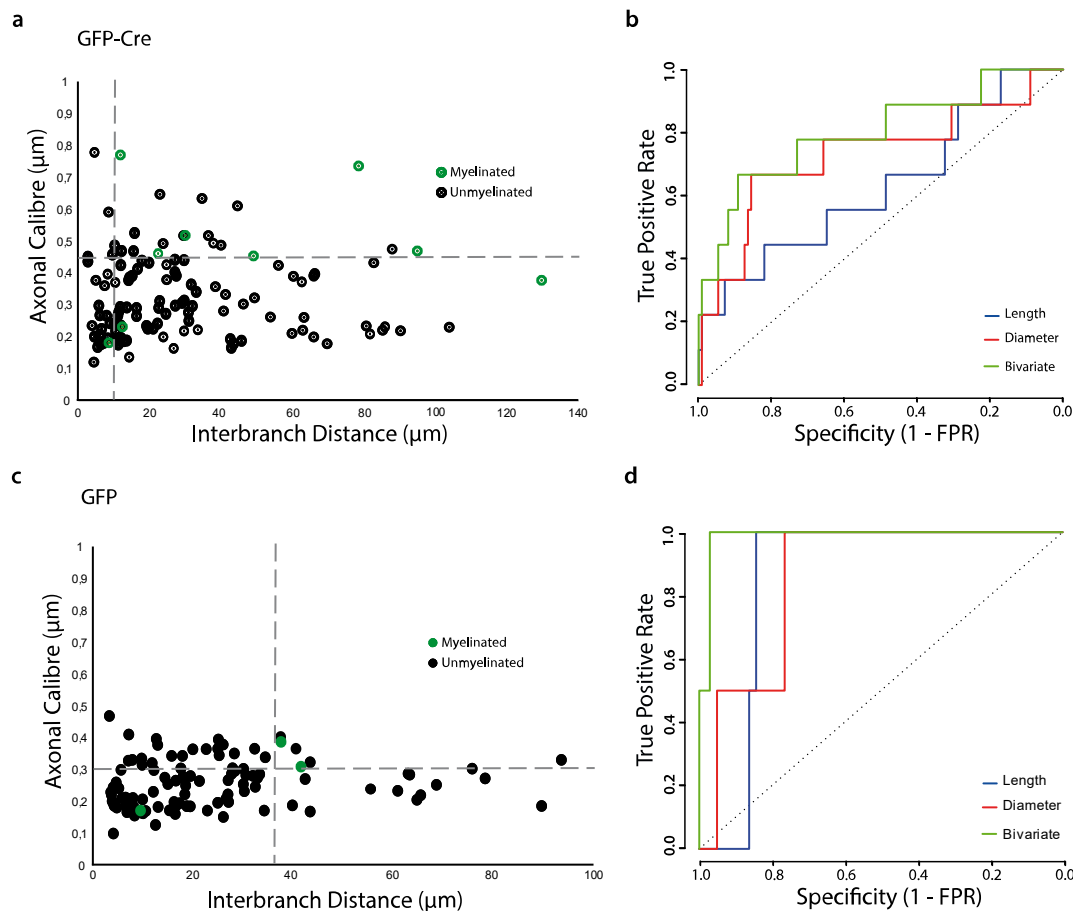 a
GFP-Cre
Axonal Calibre (µm)
1
0,9
0,8
0,7
0,6
0,5
0,4
0,3
0,2
0,1
0
0 20 40 60 80 100 120 140
Interbranch Distance (µm)
Myelinated
Unmyelinated
b
True Positive Rate
1.0
0.8
0.6
0.4
0.2
0.0
1.0 0.8 0.6 0.4 0.2 0.0
Specificity (1 - FPR)
Length
Diameter
Bivariate
c
GFP
Axonal Calibre (µm)
1
0,9
0,8
0,7
0,6
0,5
0,4
0,3
0,2
0,1
0
0 20 40 60 80 100
Interbranch Distance (µm)
Myelinated
Unmyelinated
d
True Positive Rate
1.0
0.8
0.6
0.4
0.2
0.0
1.0 0.8 0.6 0.4 0.2 0.0
Specificity (1 - FPR)
Length
Diameter
Bivariate